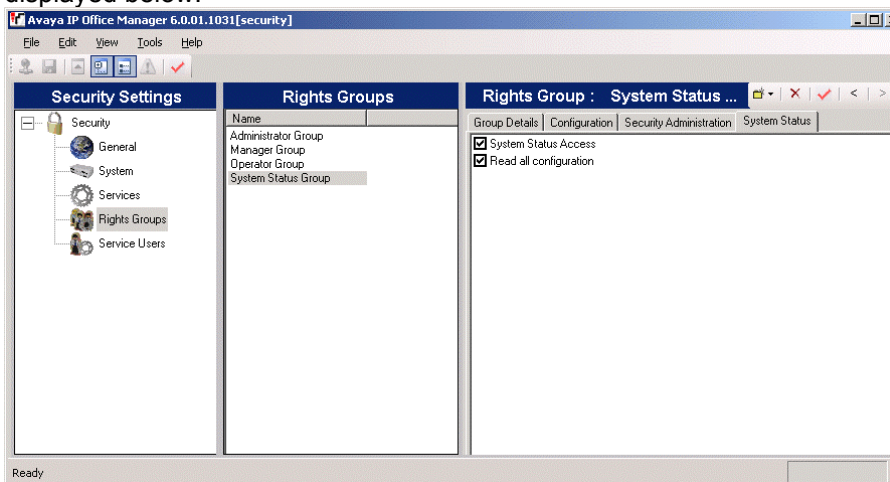 displayed below.
Avaya IP Office Manager 6.0.01.1031[security]
File Edit View Tools Help
Security Settings
Security
General
System
Services
Rights Groups
Service Users
Rights Groups
Name
Administrator Group
Manager Group
Operator Group
System Status Group
Rights Group : System Status ...
Group Details Configuration Security Administration System Status
System Status Access
Read all configuration
Ready